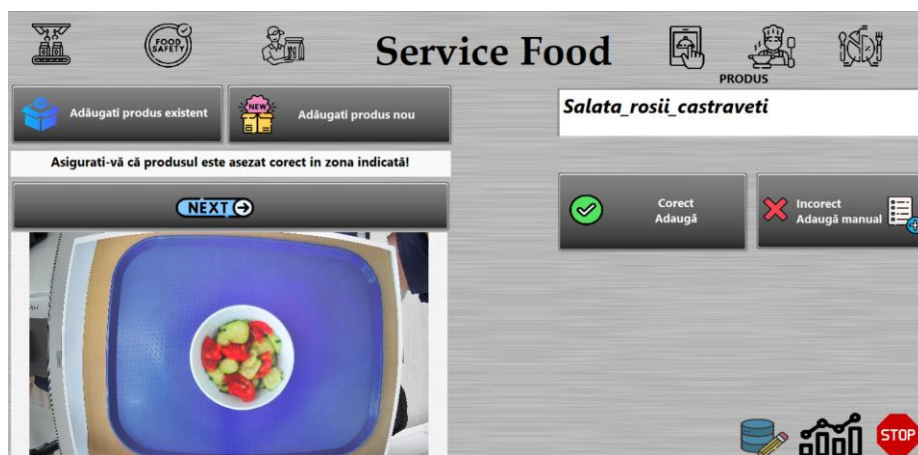 FOOD
SAFETY
Service Food
PRODUS
Adăugati produs existent
NEW
Adăugati produs nou
Salata_rosii_castraveti
Asigurati-vă că produsul este asezat corect in zona indicată!
NEXT
Corect
Adaugă
Incorect
Adaugă manual
STOP